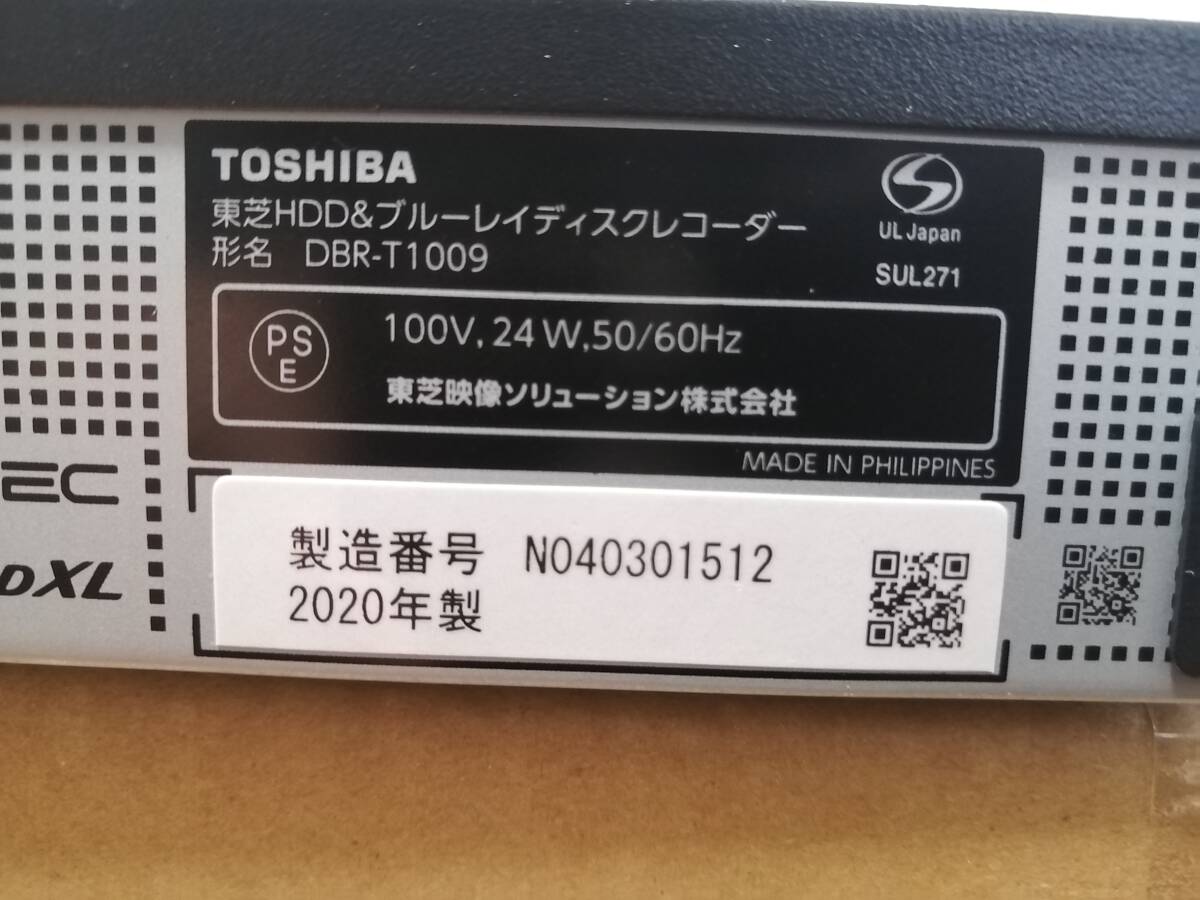 TOSHIBA
東芝HDD&ブルーレイディスクレコーダー
形名 DBR-T1009
UL Japan
SUL271
PS
E
100V, 24W, 50/60Hz
東芝映像ソリューション株式会社
MADE IN PHILIPPINES
EC
DXL
製造番号 N040301512
2020年製